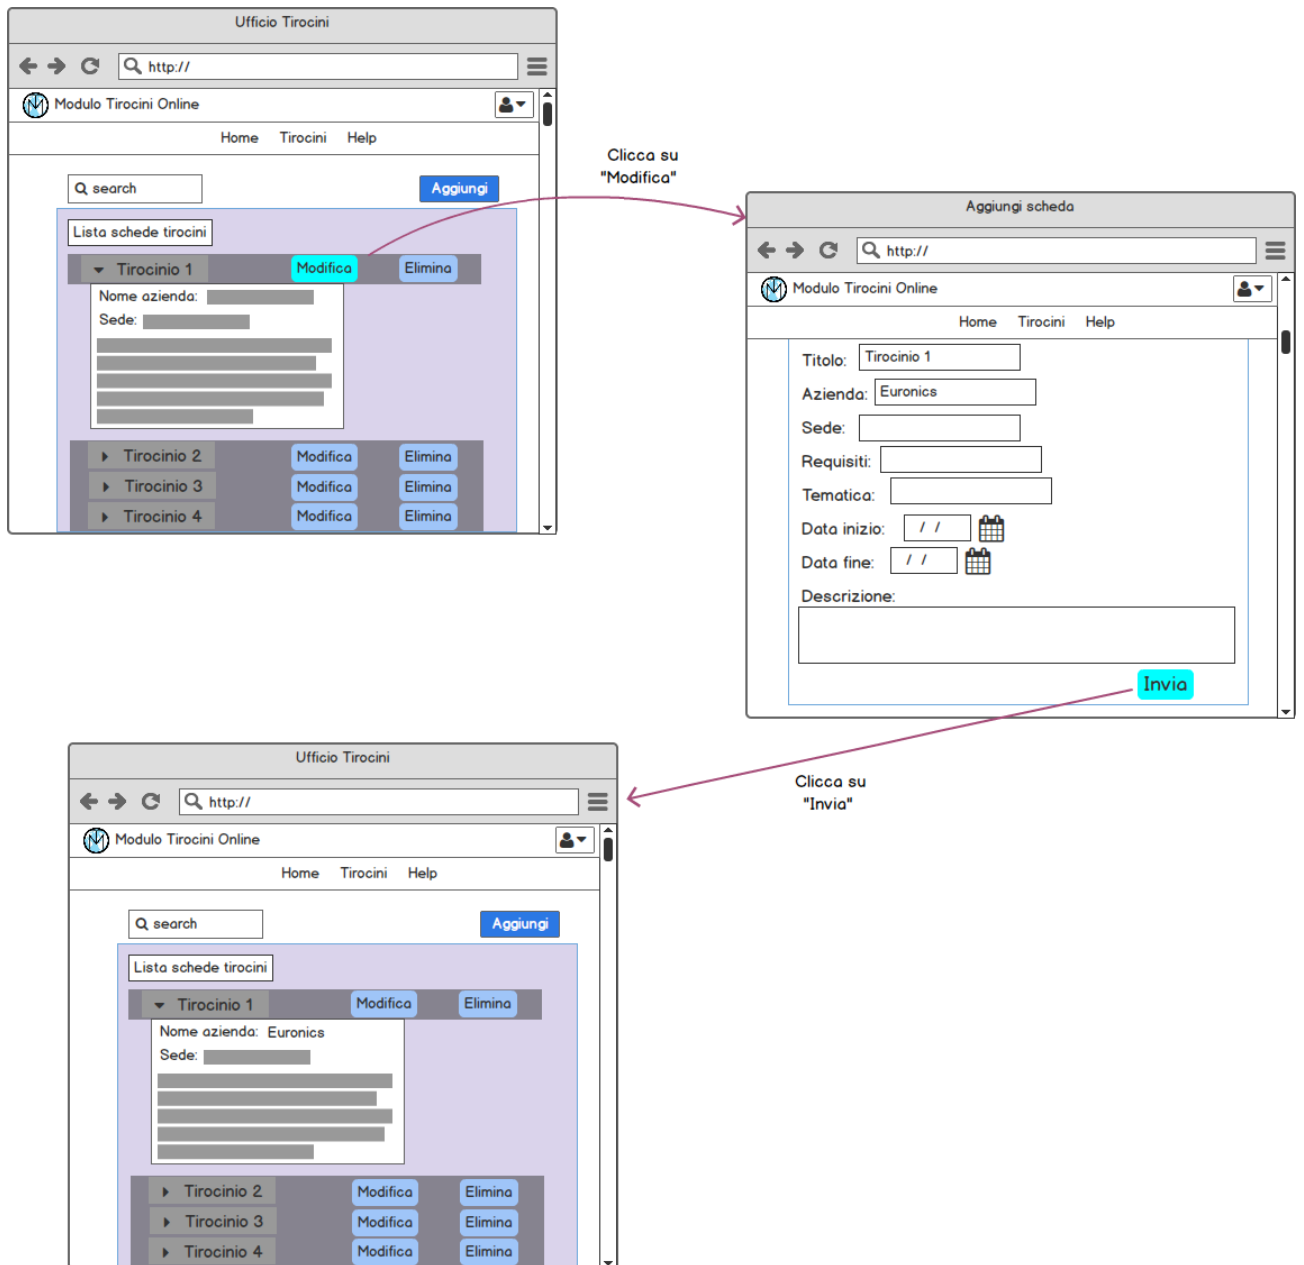 Ufficio Tirocini
http://
Modulo Tirocini Online
Home Tirocini Help
search Aggiungi
Lista schede tirocini
Tirocinio 1 Modifica Elimina
Nome azienda:
Sede:
Tirocinio 2 Modifica Elimina
Tirocinio 3 Modifica Elimina
Tirocinio 4 Modifica Elimina
Clicca su
"Modifica"
Aggiungi scheda
http://
Modulo Tirocini Online
Home Tirocini Help
Titolo: Tirocinio 1
Azienda: Euronics
Sede:
Requisiti:
Tematica:
Data inizio: / /
Data fine: / /
Descrizione:
Invia
Clicca su
"Invia"
Ufficio Tirocini
http://
Modulo Tirocini Online
Home Tirocini Help
search Aggiungi
Lista schede tirocini
Tirocinio 1 Modifica Elimina
Nome azienda: Euronics
Sede:
Tirocinio 2 Modifica Elimina
Tirocinio 3 Modifica Elimina
Tirocinio 4 Modifica Elimina